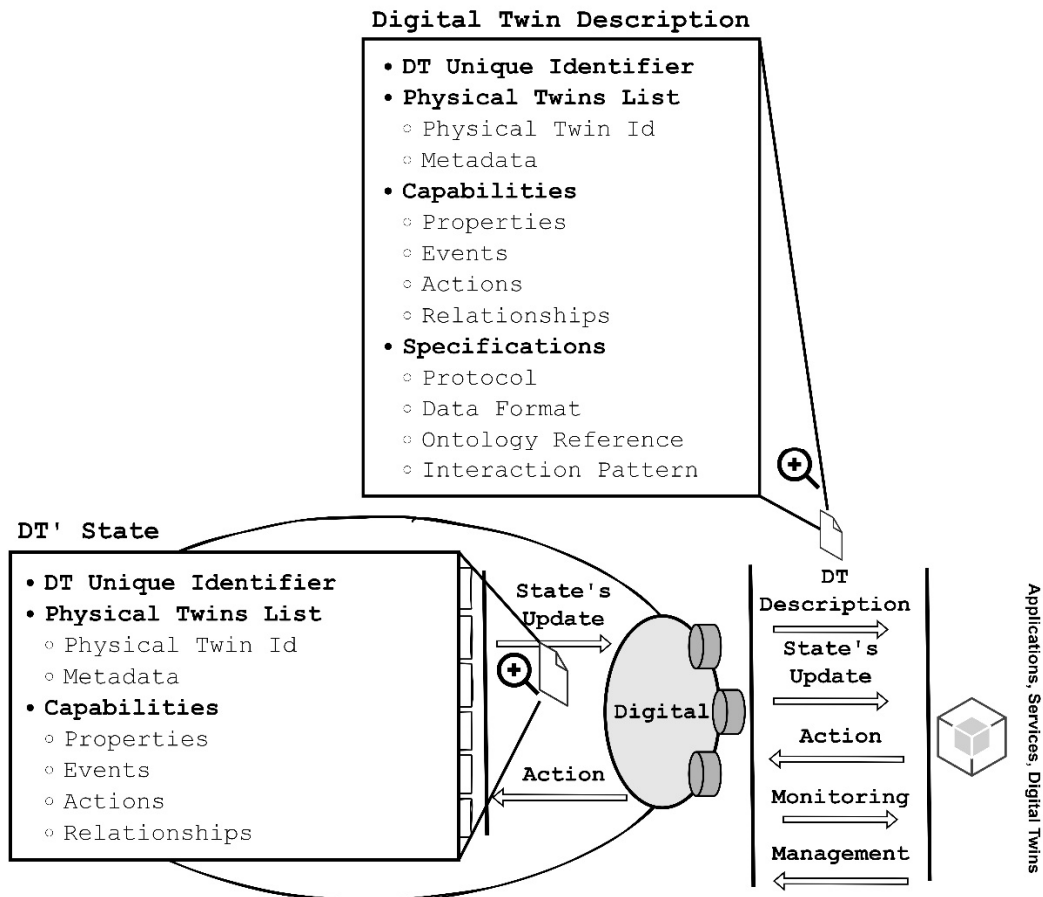 Digital Twin Description
• DT Unique Identifier
• Physical Twins List
◦ Physical Twin Id
◦ Metadata
• Capabilities
◦ Properties
◦ Events
◦ Actions
◦ Relationships
• Specifications
◦ Protocol
◦ Data Format
◦ Ontology Reference
◦ Interaction Pattern
DT' State
• DT Unique Identifier
• Physical Twins List
◦ Physical Twin Id
◦ Metadata
• Capabilities
◦ Properties
◦ Events
◦ Actions
◦ Relationships
State's
Update
Action
Digital
DT
Description
State's
Update
Action
Monitoring
Management
Applications, Services, Digital Twins